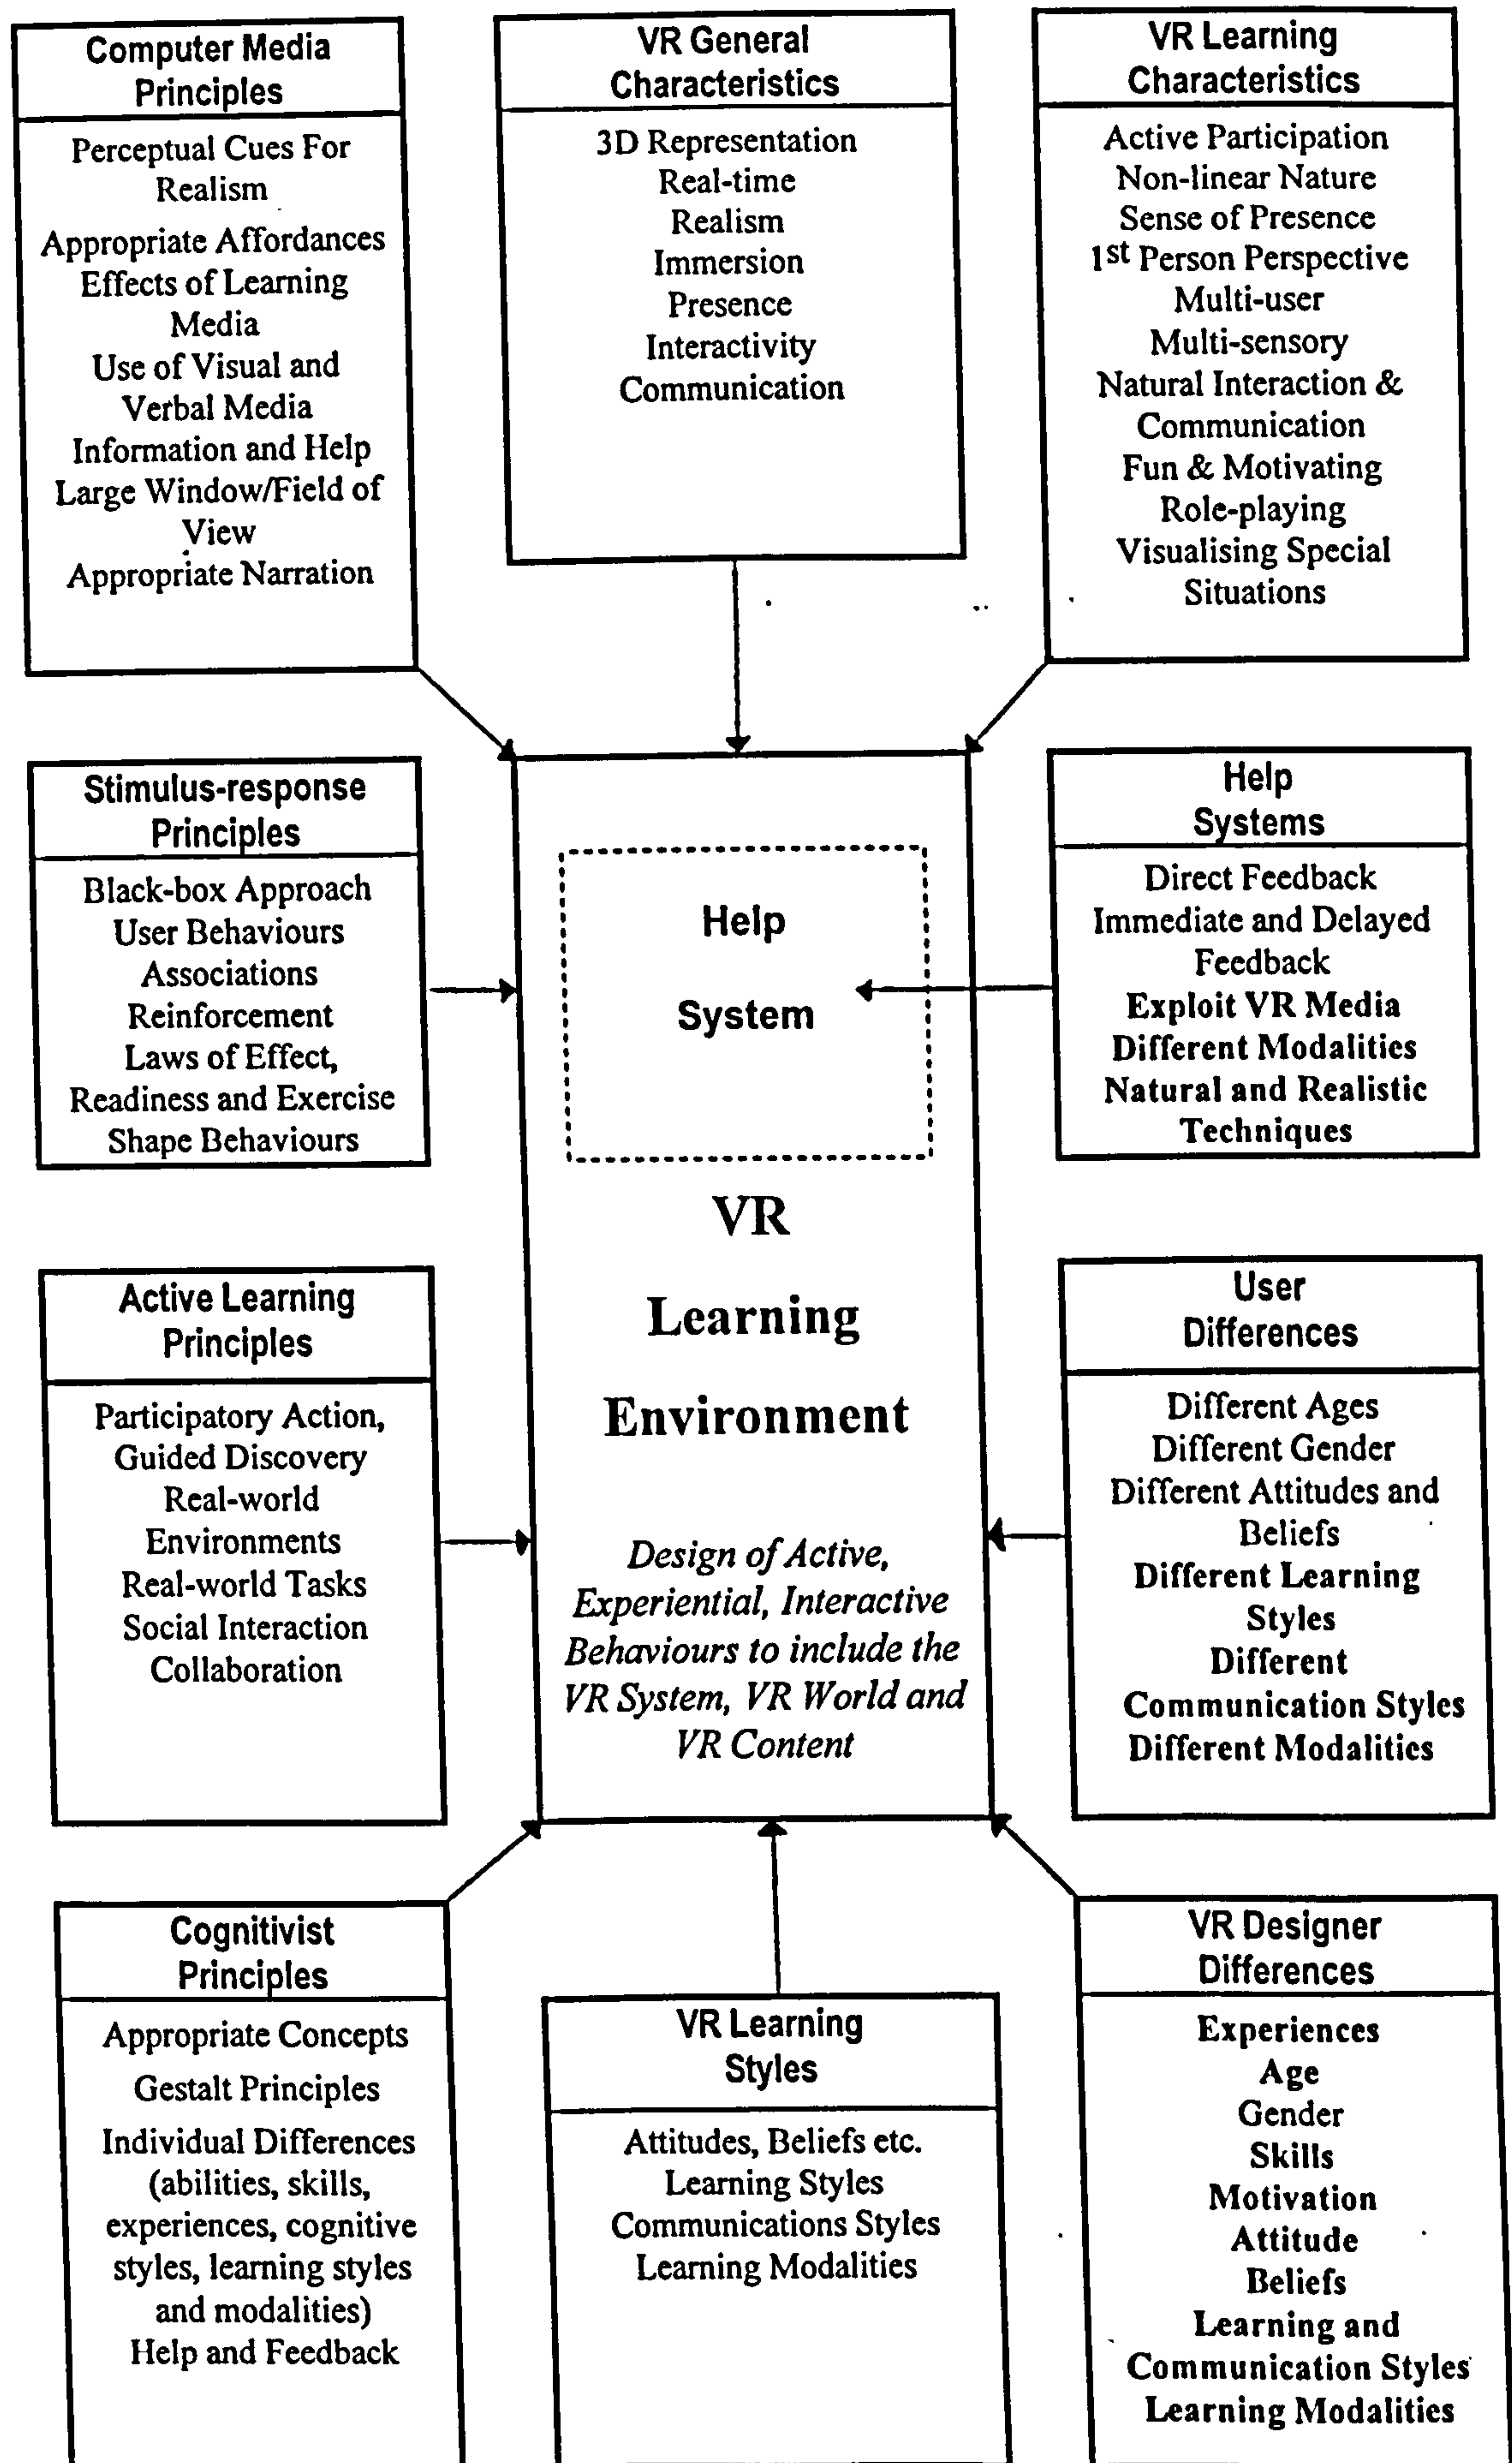 Computer Media
Principles
Perceptual Cues For
Realism
Appropriate Affordances
Effects of Learning
Media
Use of Visual and
Verbal Media
Information and Help
Large Window/Field of
View
Appropriate Narration
VR General
Characteristics
3D Representation
Real-time
Realism
Immersion
Presence
Interactivity
Communication
VR Learning
Characteristics
Active Participation
Non-linear Nature
Sense of Presence
1st Person Perspective
Multi-user
Multi-sensory
Natural Interaction &
Communication
Fun & Motivating
Role-playing
Visualising Special
Situations
Stimulus-response
Principles
Black-box Approach
User Behaviours
Associations
Reinforcement
Laws of Effect,
Readiness and Exercise
Shape Behaviours
Help
System
VR
Learning
Environment
Design of Active,
Experiential, Interactive
Behaviours to include the
VR System, VR World and
VR Content
Help
Systems
Direct Feedback
Immediate and Delayed
Feedback
Exploit VR Media
Different Modalities
Natural and Realistic
Techniques
Active Learning
Principles
Participatory Action,
Guided Discovery
Real-world
Environments
Real-world Tasks
Social Interaction
Collaboration
User
Differences
Different Ages
Different Gender
Different Attitudes and
Beliefs
Different Learning
Styles
Different
Communication Styles
Different Modalities
Cognitivist
Principles
Appropriate Concepts
Gestalt Principles
Individual Differences
(abilities, skills,
experiences, cognitive
styles, learning styles
and modalities)
Help and Feedback
VR Learning
Styles
Attitudes, Beliefs etc.
Learning Styles
Communications Styles
Learning Modalities
VR Designer
Differences
Experiences
Age
Gender
Skills
Motivation
Attitude
Beliefs
Learning and
Communication Styles
Learning Modalities